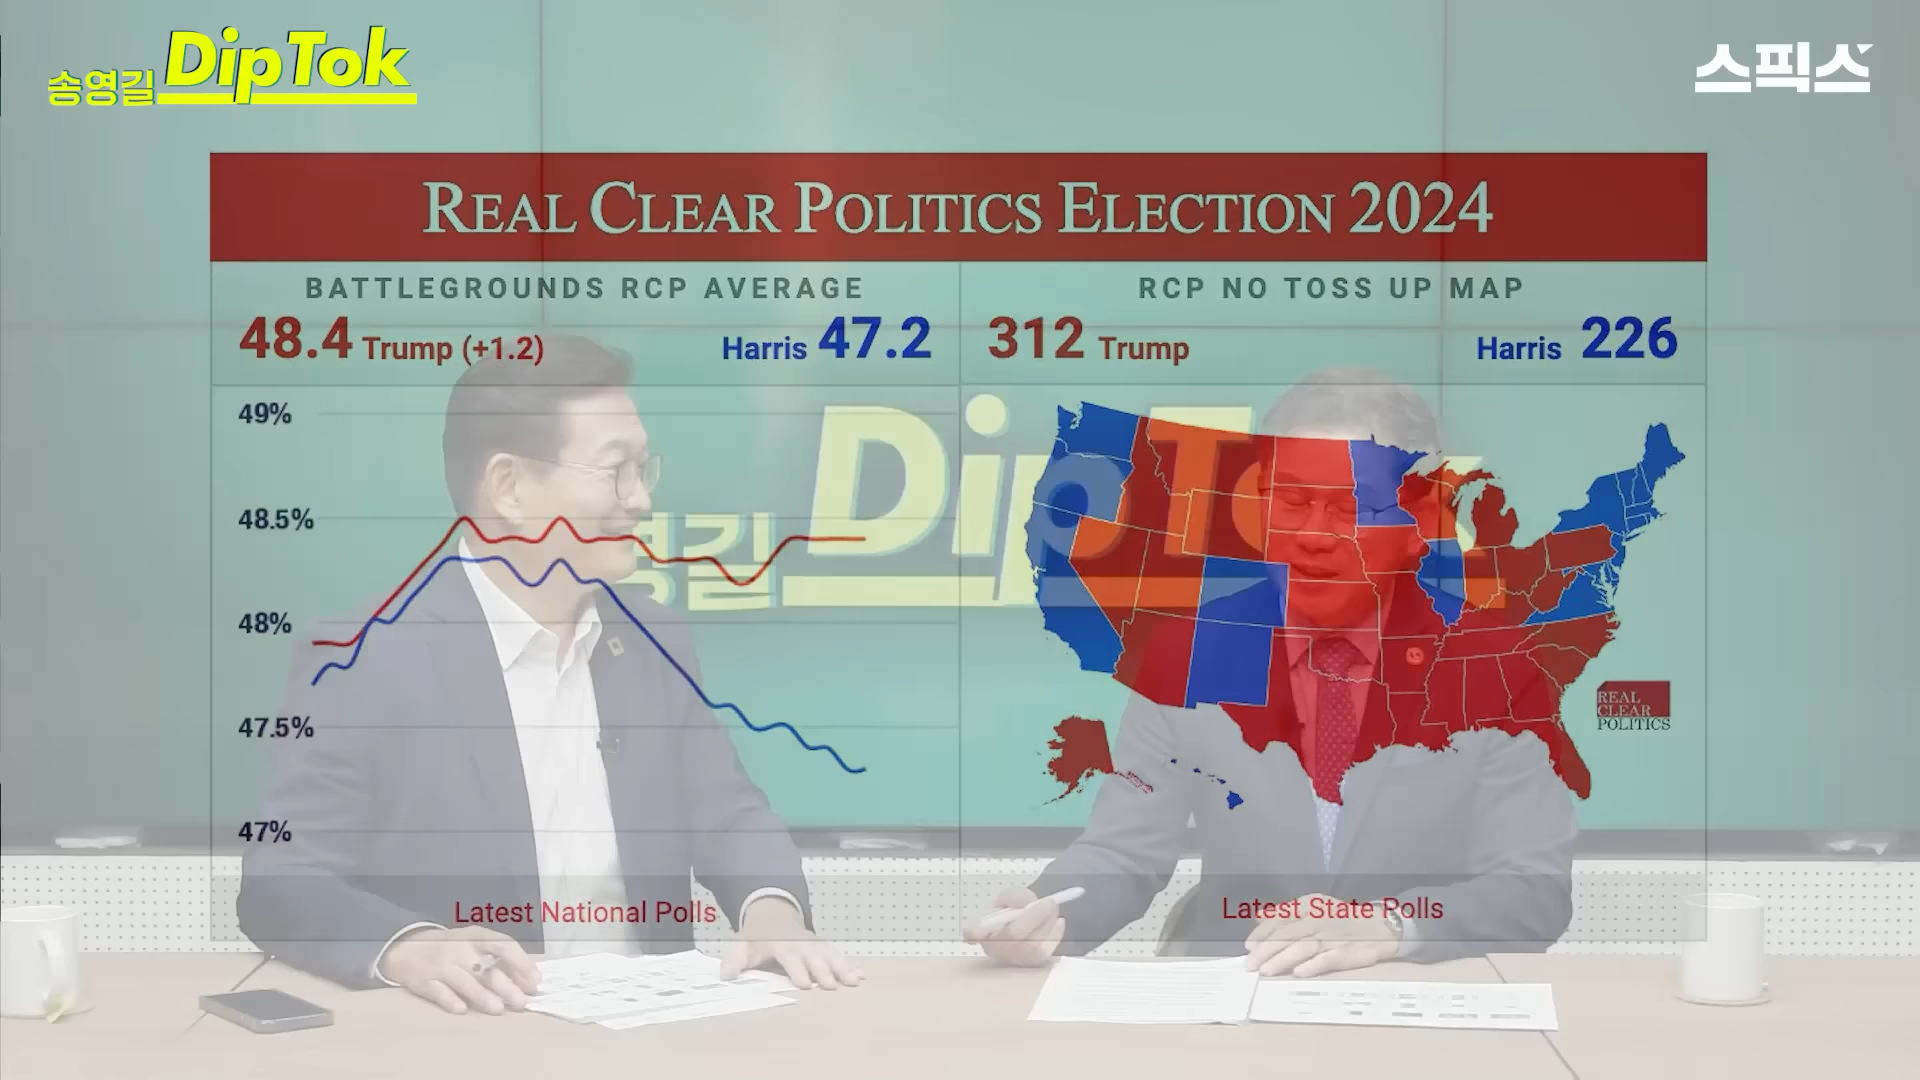 송영길 DipTok
스픽스
REAL CLEAR POLITICS ELECTION 2024
BATTLEGROUNDS RCP AVERAGE
48.4 Trump (+1.2) Harris 47.2
RCP NO TOSS UP MAP
312 Trump Harris 226
49%
48.5%
48%
47.5%
47%
영길 DipTok
REAL
CLEAR
POLITICS
Latest National Polls
Latest State Polls